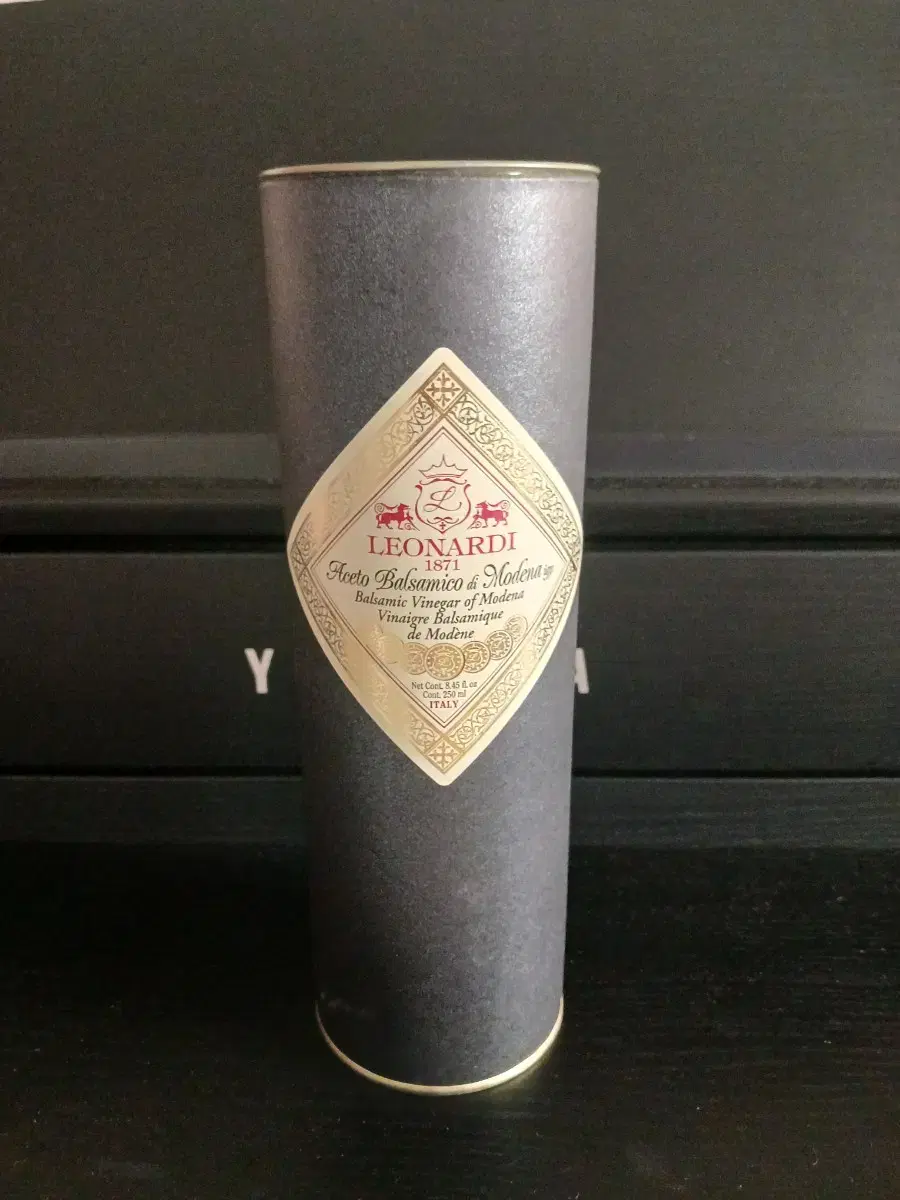 L
LEONARDI
1871
Aceto Balsamico di Modena igp
Balsamic Vinegar of Modena
Vinaigre Balsamique
de Modène
Net Cont. 8.45 fl. oz
Cont. 250 ml
ITALY
Y A